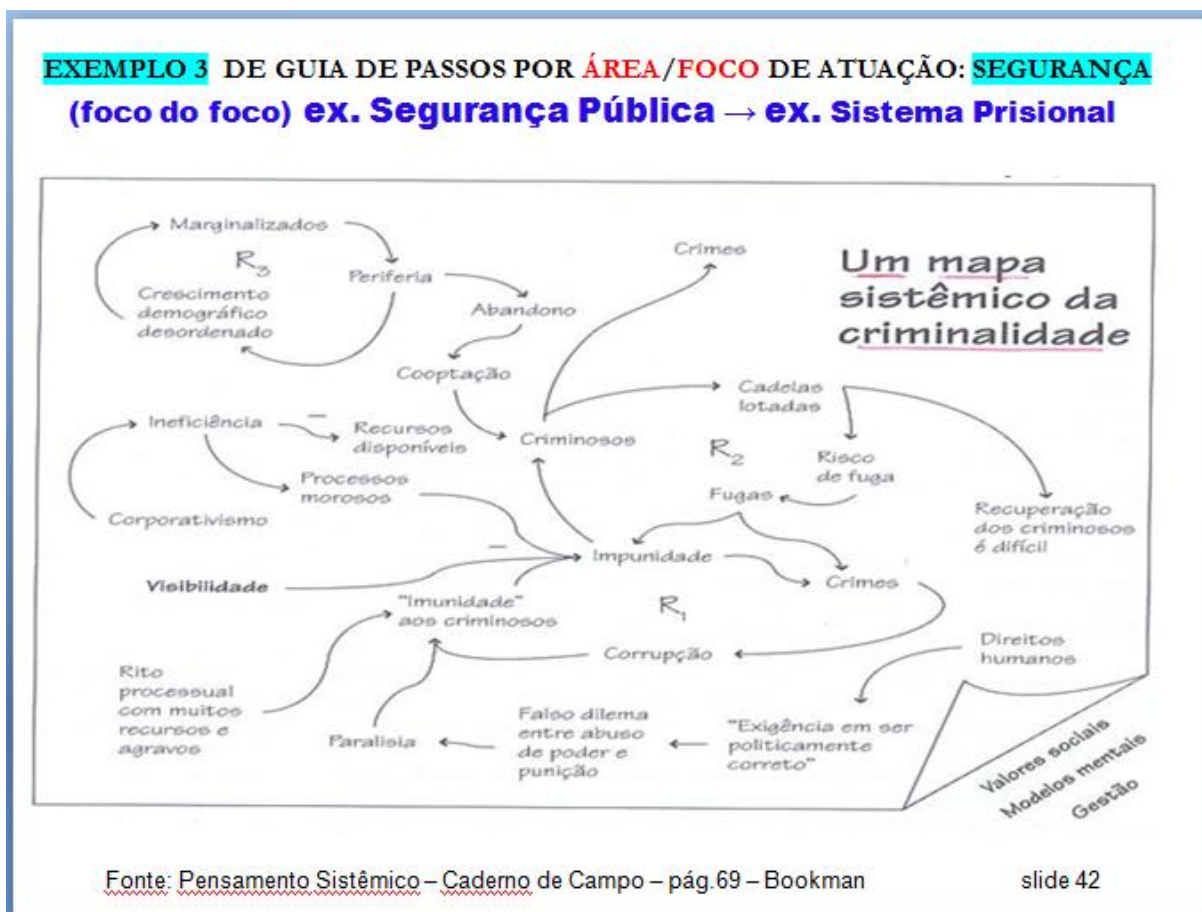 EXEMPLO 3 DE GUIA DE PASSOS POR ÁREA/FOCO DE ATUAÇÃO: SEGURANÇA
(foco do foco) ex. Segurança Pública → ex. Sistema Prisional
Um mapa
sistêmico da
criminalidade
Marginalizados
R3
Crescimento
demográfico
desordenado
Periferia
Abandono
Cooptação
Crimes
Criminosos
Cadeias
lotadas
R2
Risco
de fuga
Fugas
Recuperação
dos criminosos
é difícil
Ineficiência
–
Recursos
disponíveis
Processos
morosos
Corporativismo
–
Impunidade
Visibilidade
"Imunidade"
aos criminosos
R1
Crimes
Corrupção
Direitos
humanos
Rito
processual
com muitos
recursos e
agravos
Paralisia
Falso dilema
entre abuso
de poder e
punição
"Exigência em ser
politicamente
correto"
Valores sociais
Modelos mentais
Gestão
Fonte: Pensamento Sistêmico – Caderno de Campo – pág.69 – Bookman
slide 42